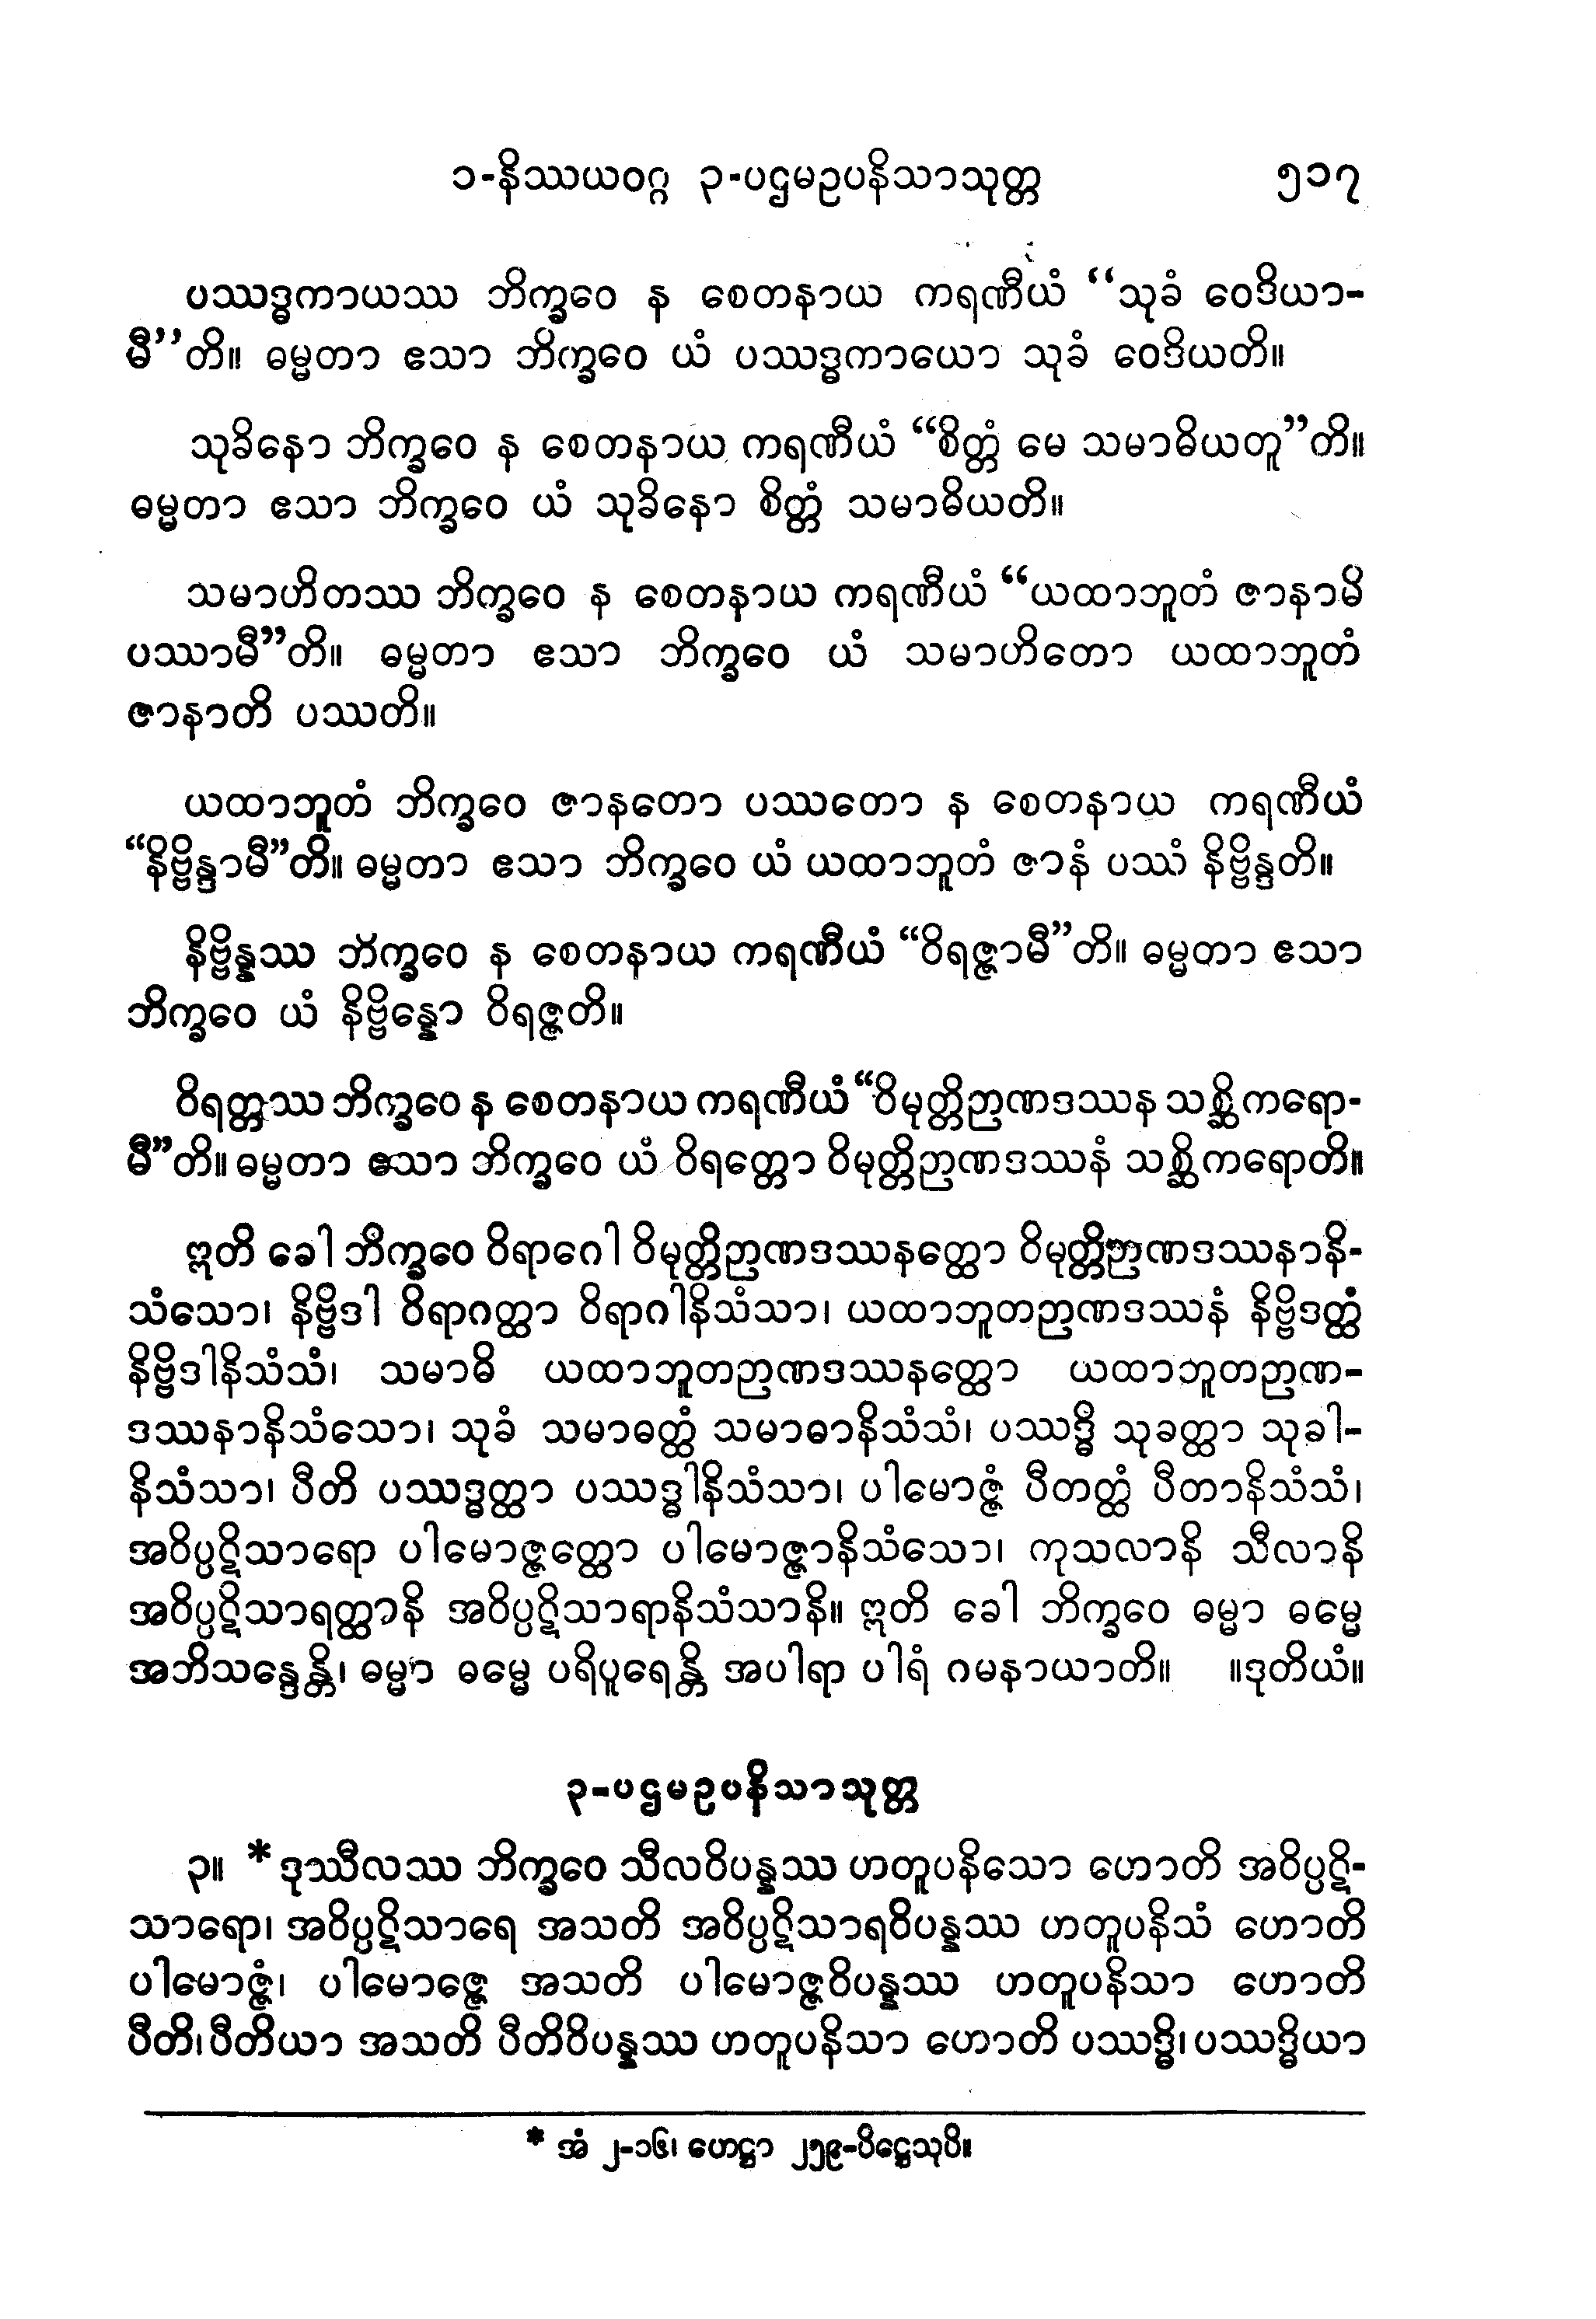 ၁-နိဿယဝဂ္ဂ ၃-ပဌမဥပနိသာသုတ္တ ၅၁၇
ပဿဒ္ဓကာယဿ ဘိက္ခဝေ န စေတနာယ ကရဏီယံ “သုခံ ဝေဒိယာ-
မီ”တိ။ ဓမ္မတာ ဧသာ ဘိက္ခဝေ ယံ ပဿဒ္ဓကာယော သုခံ ဝေဒိယတိ။
သုခိနော ဘိက္ခဝေ န စေတနာယ ကရဏီယံ “စိတ္တံ မေ သမာဓိယတူ”တိ။
ဓမ္မတာ ဧသာ ဘိက္ခဝေ ယံ သုခိနော စိတ္တံ သမာဓိယတိ။
သမာဟိတဿ ဘိက္ခဝေ န စေတနာယ ကရဏီယံ “ယထာဘူတံ ဇာနာမိ
ပဿာမီ”တိ။ ဓမ္မတာ ဧသာ ဘိက္ခဝေ ယံ သမာဟိတော ယထာဘူတံ
ဇာနာတိ ပဿတိ။
ယထာဘူတံ ဘိက္ခဝေ ဇာနတော ပဿတော န စေတနာယ ကရဏီယံ
“နိဗ္ဗိန္ဒာမီ”တိ။ ဓမ္မတာ ဧသာ ဘိက္ခဝေ ယံ ယထာဘူတံ ဇာနံ ပဿံ နိဗ္ဗိန္ဒတိ။
နိဗ္ဗိန္နဿ ဘိက္ခဝေ န စေတနာယ ကရဏီယံ “ဝိရဇ္ဇာမီ”တိ။ ဓမ္မတာ ဧသာ
ဘိက္ခဝေ ယံ နိဗ္ဗိန္နော ဝိရဇ္ဇတိ။
ဝိရတ္တဿ ဘိက္ခဝေ န စေတနာယ ကရဏီယံ “ဝိမုတ္တိဉာဏဒဿန သစ္ဆိကရော-
မီ”တိ။ ဓမ္မတာ ဧသာ ဘိက္ခဝေ ယံ ဝိရတ္တော ဝိမုတ္တိဉာဏဒဿနံ သစ္ဆိကရောတိ။
ဣတိ ခေါ ဘိက္ခဝေ ဝိရာဂေါ ဝိမုတ္တိဉာဏဒဿနတ္ထော ဝိမုတ္တိဉာဏဒဿနာနိ-
သံသော၊ နိဗ္ဗိဒါ ဝိရာဂတ္ထာ ဝိရာဂါနိသံသာ၊ ယထာဘူတဉာဏဒဿနံ နိဗ္ဗိဒတ္ထံ
နိဗ္ဗိဒါနိသံသံ၊ သမာဓိ ယထာဘူတဉာဏဒဿနတ္ထော ယထာဘူတဉာဏ-
ဒဿနာနိသံသော၊ သုခံ သမာဓတ္ထံ သမာဓာနိသံသံ၊ ပဿဒ္ဓိ သုခတ္ထာ သုခါ-
နိသံသာ၊ ပီတိ ပဿဒ္ဓတ္ထာ ပဿဒ္ဓါနိသံသာ၊ ပါမောဇ္ဇံ ပီတတ္ထံ ပီတာနိသံသံ၊
အဝိပ္ပဋိသာရော ပါမောဇ္ဇတ္ထော ပါမောဇ္ဇာနိသံသော၊ ကုသလာနိ သီလာနိ
အဝိပ္ပဋိသာရတ္ထာနိ အဝိပ္ပဋိသာရာနိသံသာနိ။ ဣတိ ခေါ ဘိက္ခဝေ ဓမ္မာ ဓမ္မေ
အဘိသန္ဒေန္တိ၊ ဓမ္မာ ဓမ္မေ ပရိပူရေန္တိ အပါရာ ပါရံ ဂမနာယာတိ။ ။ဒုတိယံ။
၃-ပဌမဥပနိသာသုတ္တ
၃။ *ဒုဿီလဿ ဘိက္ခဝေ သီလဝိပန္နဿ ဟတူပနိသော ဟောတိ အဝိပ္ပဋိ-
သာရော၊ အဝိပ္ပဋိသာရေ အသတိ အဝိပ္ပဋိသာရဝိပန္နဿ ဟတူပနိသံ ဟောတိ
ပါမောဇ္ဇံ၊ ပါမောဇ္ဇေ အသတိ ပါမောဇ္ဇဝိပန္နဿ ဟတူပနိသာ ဟောတိ
ပီတိ၊ ပီတိယာ အသတိ ပီတိဝိပန္နဿ ဟတူပနိသာ ဟောတိ ပဿဒ္ဓိ၊ ပဿဒ္ဓိယာ
* အံ ၂-၁၆၊ ဟေဋ္ဌာ ၂၅၉-ပိဋ္ဌေသုပိ။